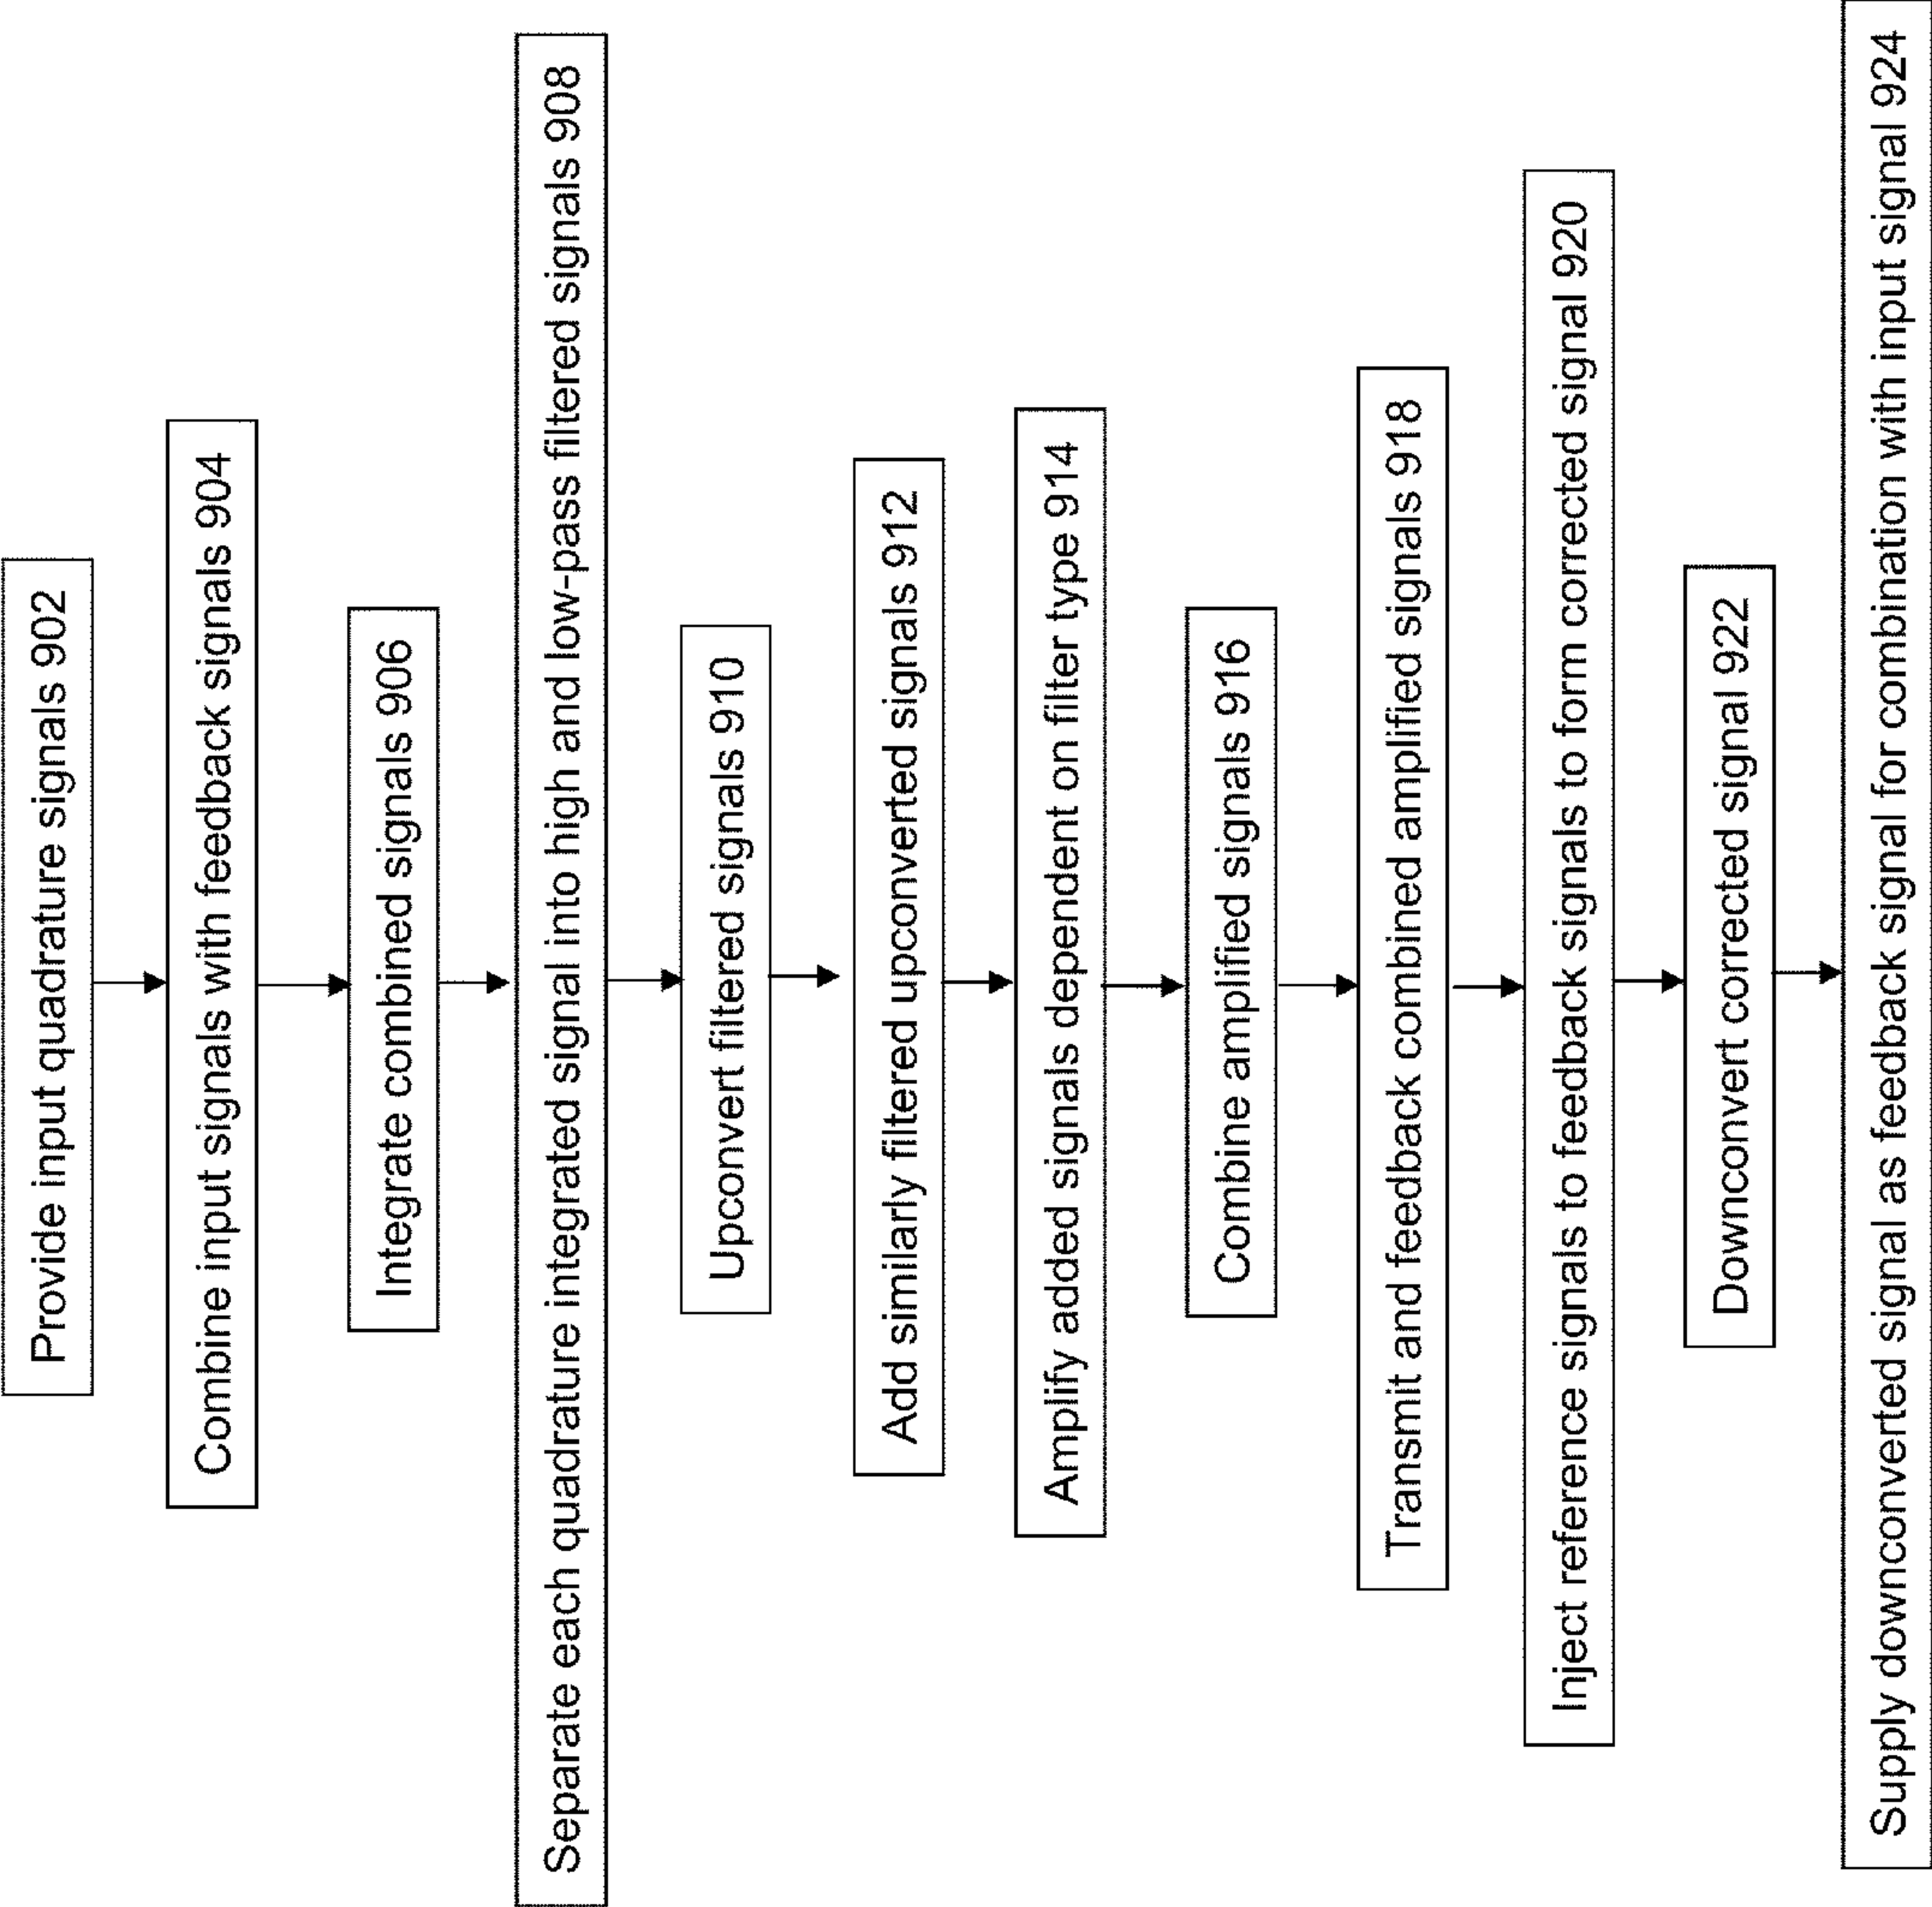 Provide input quadrature signals 902
Combine input signals with feedback signals 904
Integrate combined signals 906
Separate each quadrature integrated signal into high and low-pass filtered signals 908
Upconvert filtered signals 910
Add similarly filtered upconverted signals 912
Amplify added signals dependent on filter type 914
Combine amplified signals 916
Transmit and feedback combined amplified signals 918
Inject reference signals to feedback signals to form corrected signal 920
Downconvert corrected signal 922
Supply downconverted signal as feedback signal for combination with input signal 924